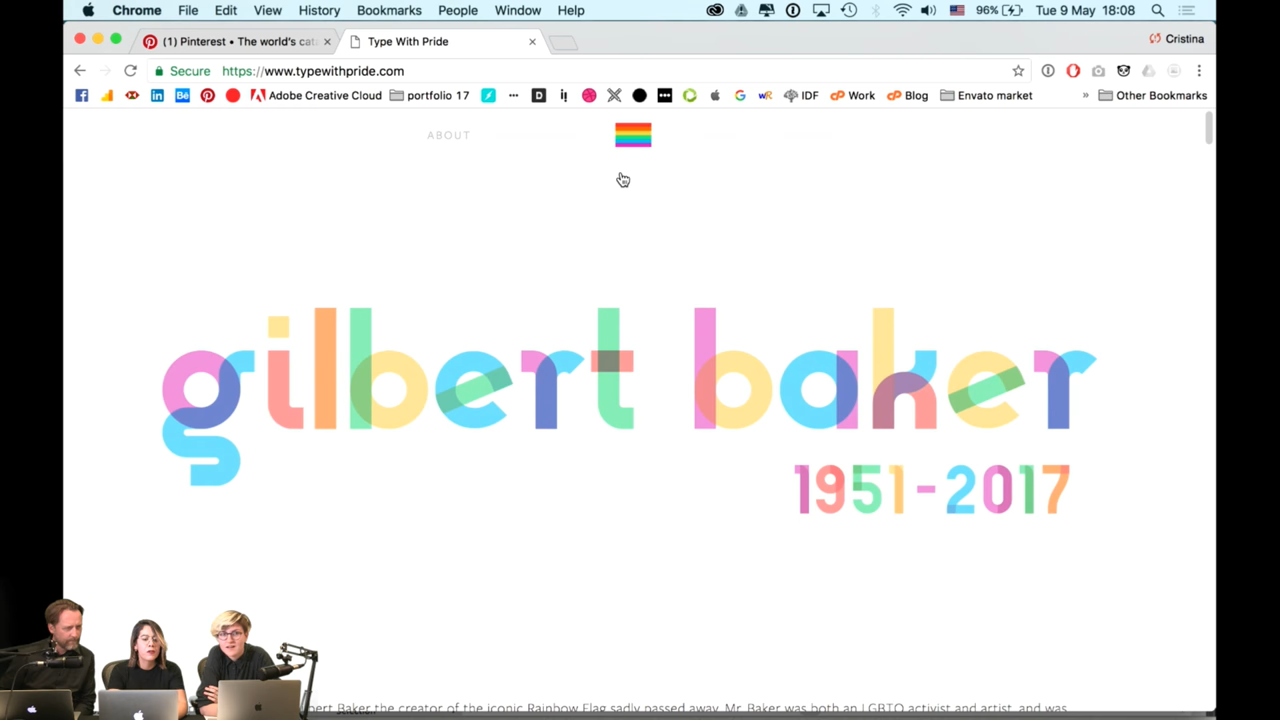 Chrome File Edit View History Bookmarks People Window Help 96% Tue 9 May 18:08
(1) Pinterest • The world's cat Type With Pride Cristina
Secure https://www.typewithpride.com
Adobe Creative Cloud portfolio 17 IDF Work Blog Envato market » Other Bookmarks
ABOUT
gilbert baker
1951-2017
bert Baker the creator of the iconic Rainbow Flag sadly passed away. Mr. Baker was both an LGBTQ activist and artist, and was